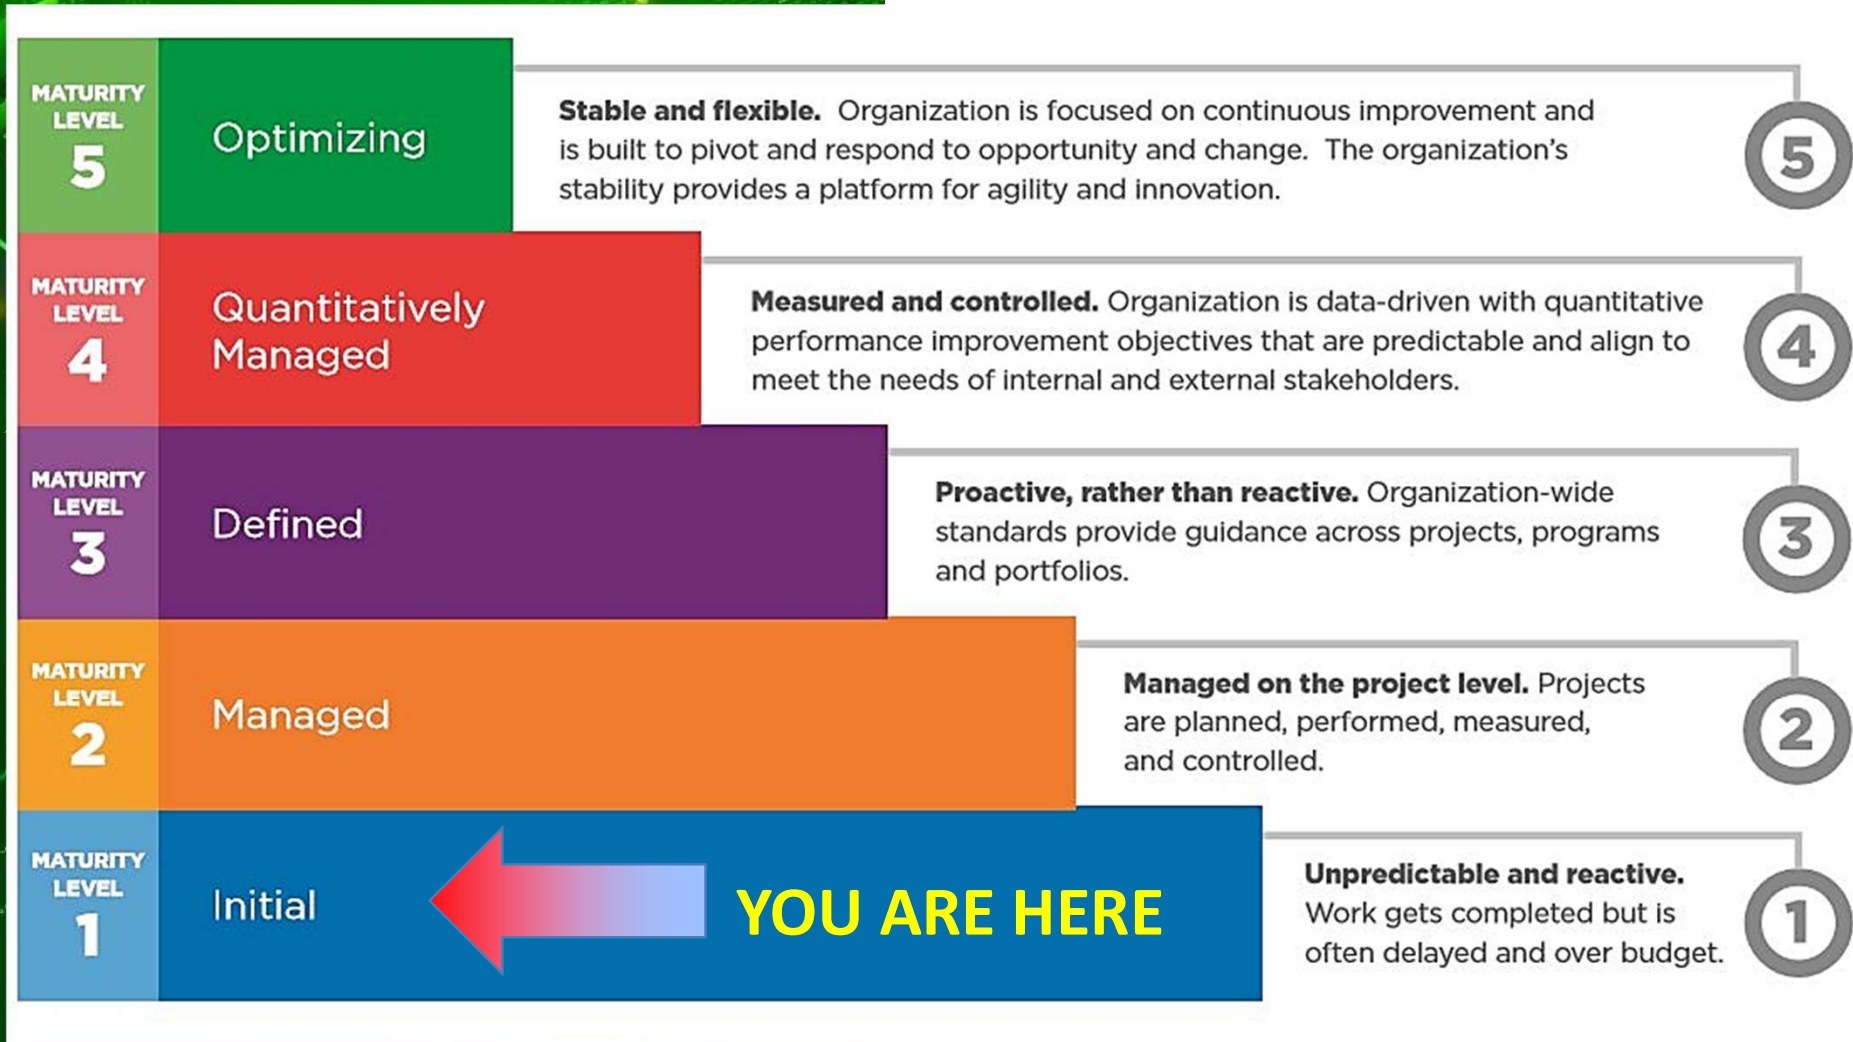 MATURITY
LEVEL
5
Optimizing
Stable and flexible. Organization is focused on continuous improvement and
is built to pivot and respond to opportunity and change. The organization's
stability provides a platform for agility and innovation.
5
MATURITY
LEVEL
4
Quantitatively
Managed
Measured and controlled. Organization is data-driven with quantitative
performance improvement objectives that are predictable and align to
meet the needs of internal and external stakeholders.
4
MATURITY
LEVEL
3
Defined
Proactive, rather than reactive. Organization-wide
standards provide guidance across projects, programs
and portfolios.
3
MATURITY
LEVEL
2
Managed
Managed on the project level. Projects
are planned, performed, measured,
and controlled.
2
MATURITY
LEVEL
1
Initial
YOU ARE HERE
Unpredictable and reactive.
Work gets completed but is
often delayed and over budget.
1